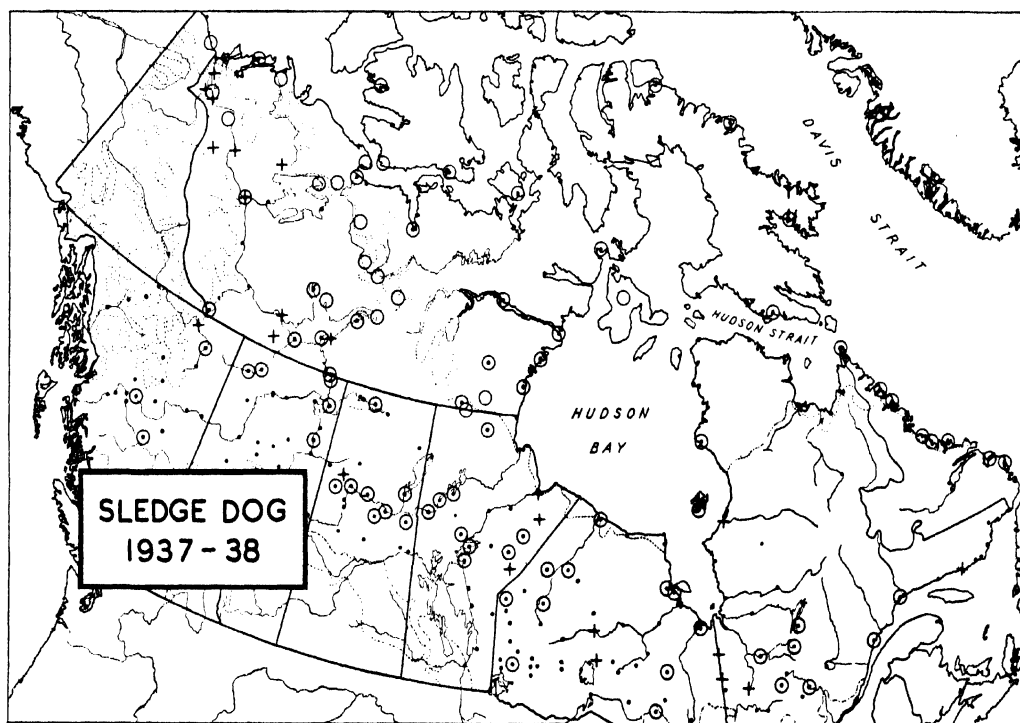 DAVIS
STRAIT
HUDSON STRAIT
HUDSON
BAY
SLEDGE DOG
1937-38